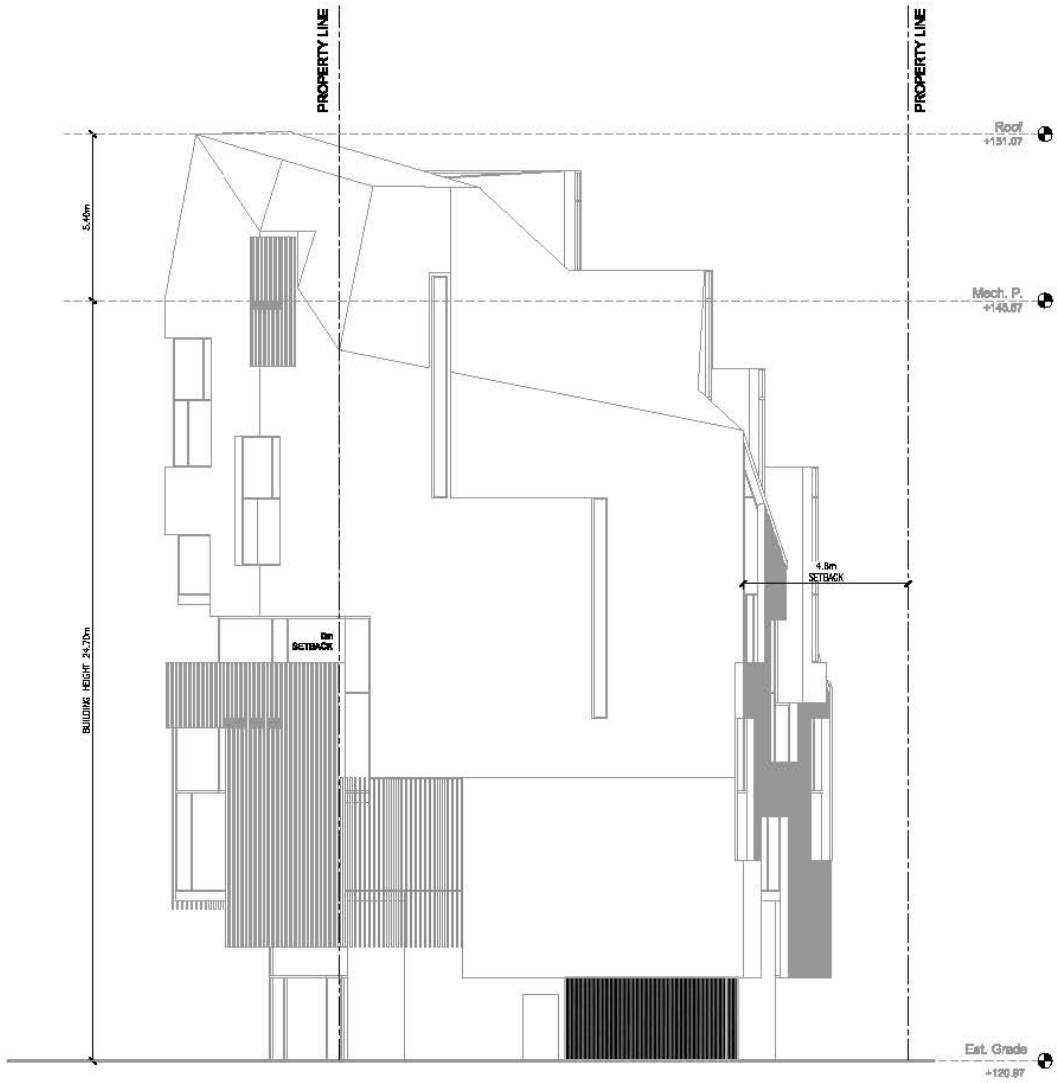 PROPERTY LINE
PROPERTY LINE
Roof
+151.07
5.40m
Mech. P.
+145.67
4.8m
SETBACK
0m
SETBACK
BUILDING HEIGHT 24.70m
Est. Grade
+120.97